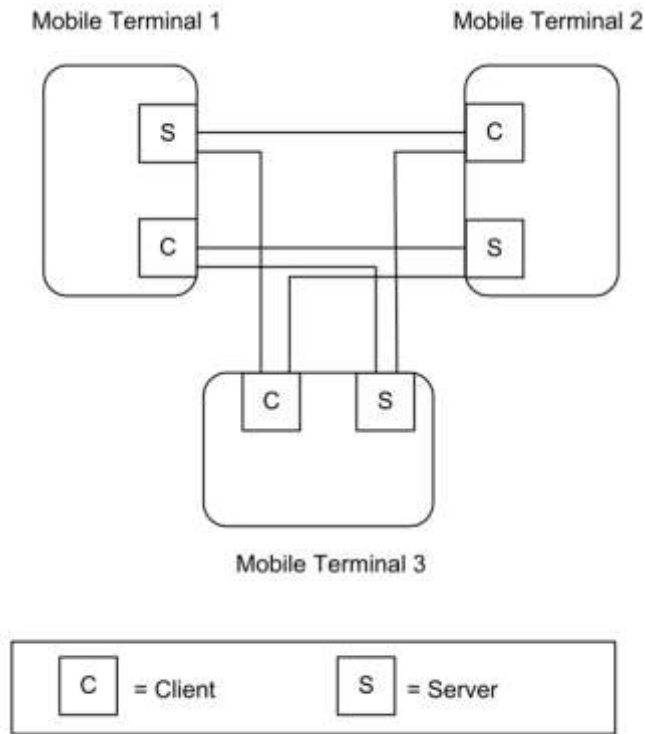 Mobile Terminal 1
Mobile Terminal 2
S
C
C
S
C
S
Mobile Terminal 3
C = Client
S = Server